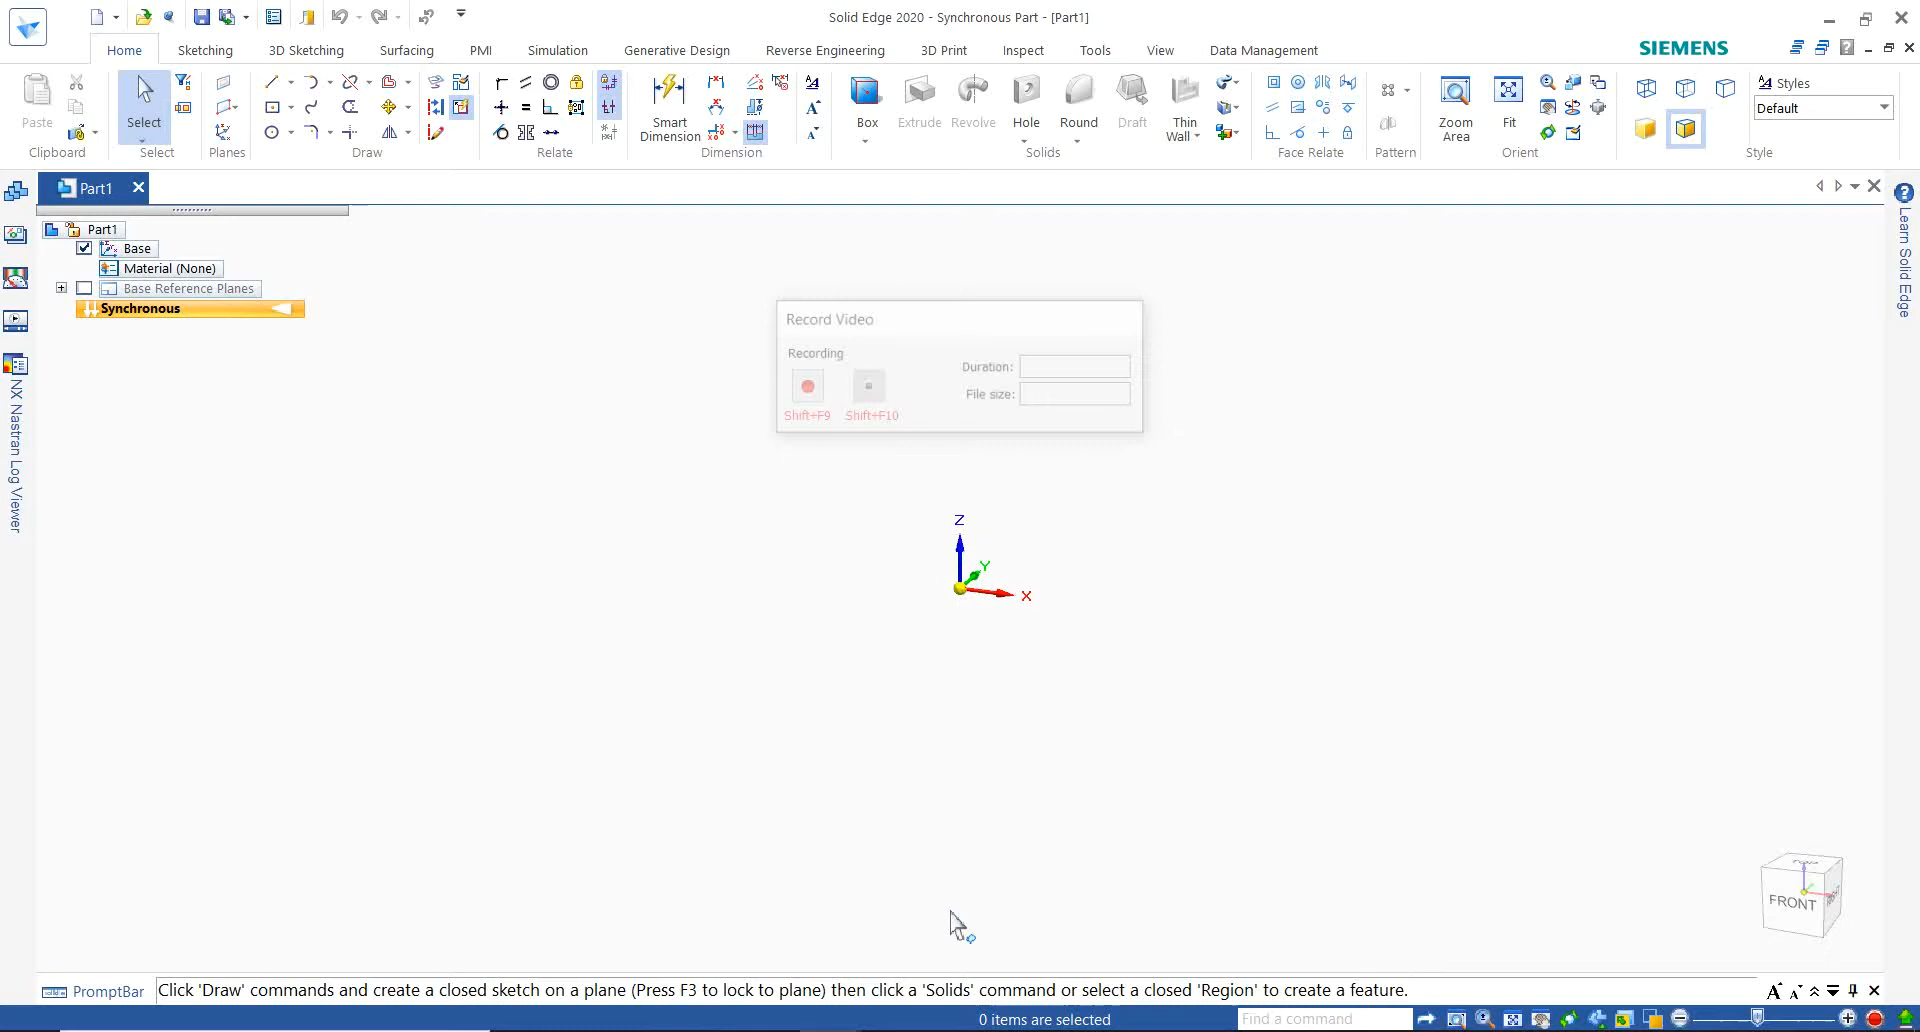 Solid Edge 2020 - Synchronous Part - [Part1]
Home
Sketching
3D Sketching
Surfacing
PMI
Simulation
Generative Design
Reverse Engineering
3D Print
Inspect
Tools
View
Data Management
SIEMENS
Paste
Select
Smart
Dimension
Box
Extrude
Revolve
Hole
Round
Draft
Thin
Wall
Zoom
Area
Fit
Styles
Default
Clipboard
Select
Planes
Draw
Relate
Dimension
Solids
Face Relate
Pattern
Orient
Style
Part1
Part1
Base
Material (None)
Base Reference Planes
Synchronous
NX Nastran Log Viewer
Learn Solid Edge
Record Video
Recording
Duration:
File size:
Shift+F9
Shift+F10
Z
Y
X
TOP
FRONT
PromptBar
Click 'Draw' commands and create a closed sketch on a plane (Press F3 to lock to plane) then click a 'Solids' command or select a closed 'Region' to create a feature.
0 items are selected
Find a command